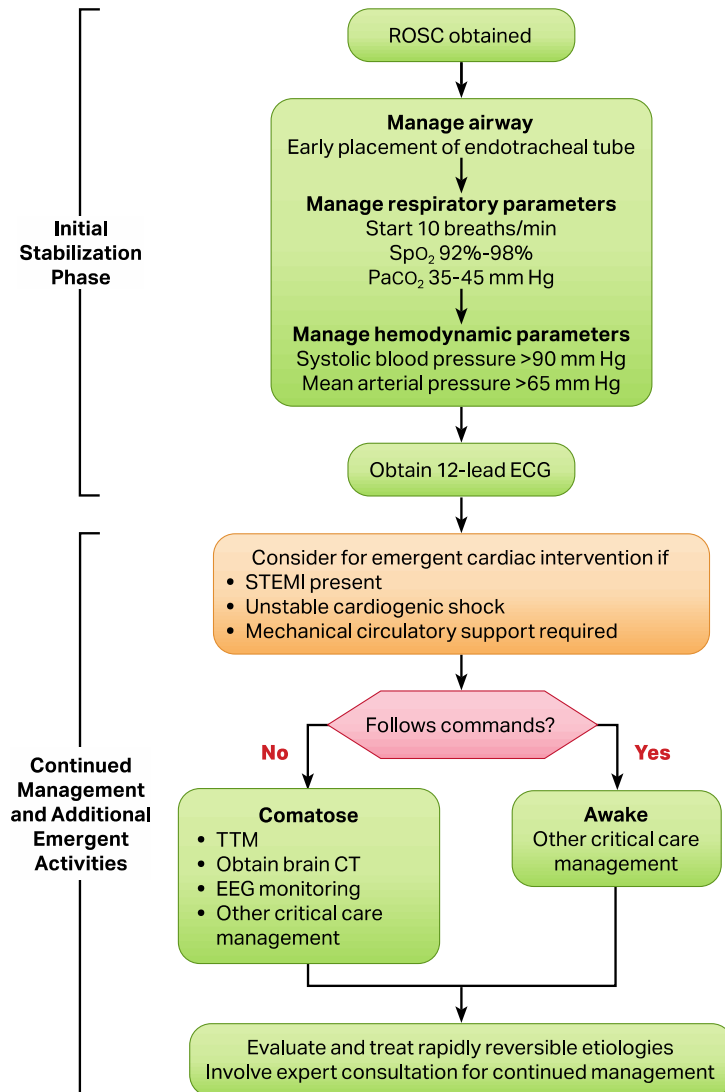 ROSC obtained
Initial
Stabilization
Phase
Manage airway
Early placement of endotracheal tube
Manage respiratory parameters
Start 10 breaths/min
SpO₂ 92%-98%
PaCO₂ 35-45 mm Hg
Manage hemodynamic parameters
Systolic blood pressure >90 mm Hg
Mean arterial pressure >65 mm Hg
Obtain 12-lead ECG
Continued
Management
and Additional
Emergent
Activities
Consider for emergent cardiac intervention if
• STEMI present
• Unstable cardiogenic shock
• Mechanical circulatory support required
Follows commands?
No
Yes
Comatose
• TTM
• Obtain brain CT
• EEG monitoring
• Other critical care
management
Awake
Other critical care
management
Evaluate and treat rapidly reversible etiologies
Involve expert consultation for continued management